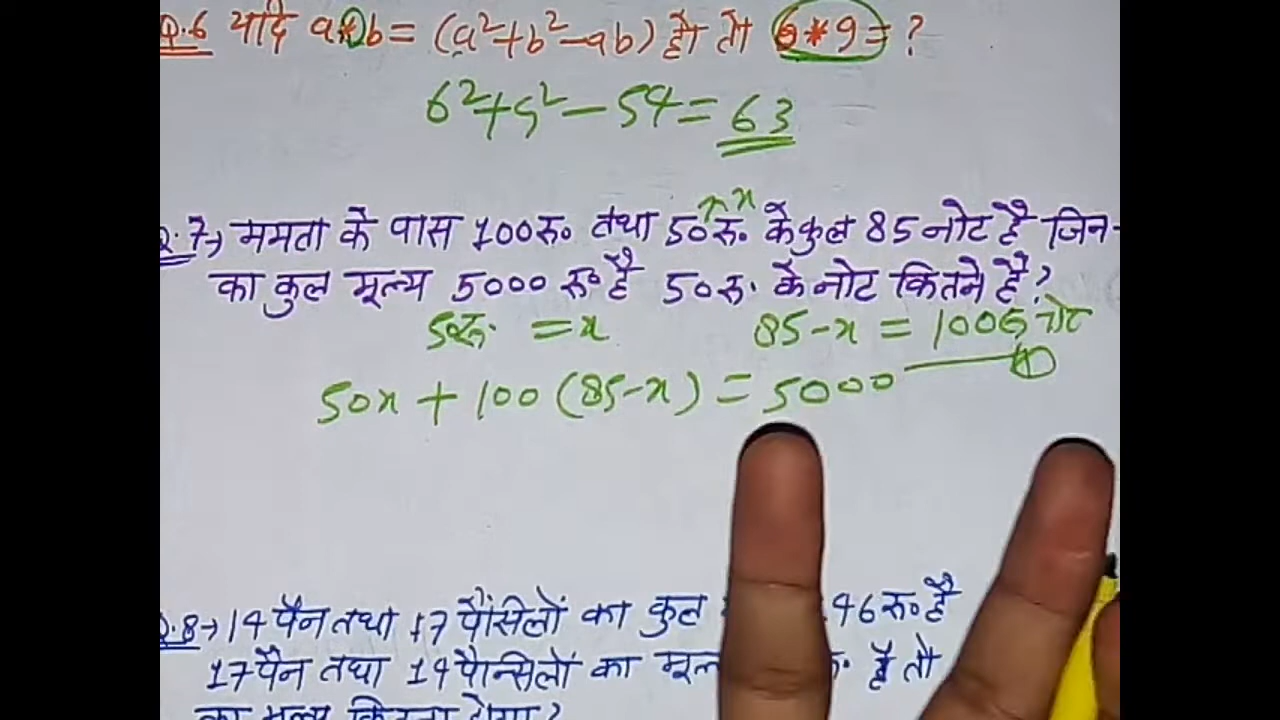 Q.6 यदि a*b = (a²+b²-ab) है तो 6*9 = ?
6²+9²-54 = 63
x x
Q.7→ ममता के पास 100रु० तथा 50रु० के कुल 85 नोट है जिन-
का कुल मूल्य 5000 रु० है 50रु. के नोट कितने है?
50रु. = x 85-x = 100 नोट
50x + 100 (85-x) = 5000 ①
Q.8→ 14 पैन तथा 17 पैंसिलों का कुल 46 रु० है
17 पैन तथा 14 पैन्सिलों का है तो
का मूल्य कितना होगा?